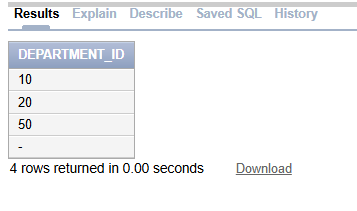 Results Explain Describe Saved SQL History
DEPARTMENT_ID
10
20
50
-
4 rows returned in 0.00 seconds Download